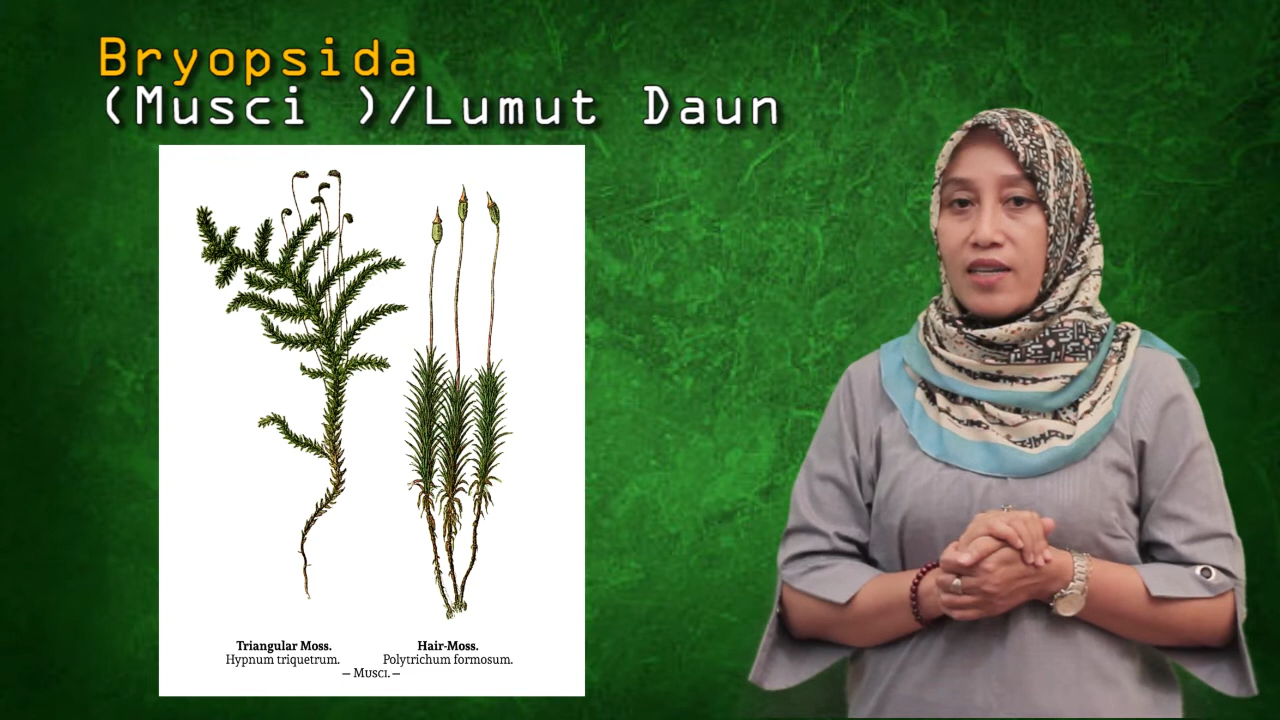 Bryopsida
(Musci )/Lumut Daun
Triangular Moss.
Hypnum triquetrum.
Hair-Moss.
Polytrichum formosum.
— Musci. —